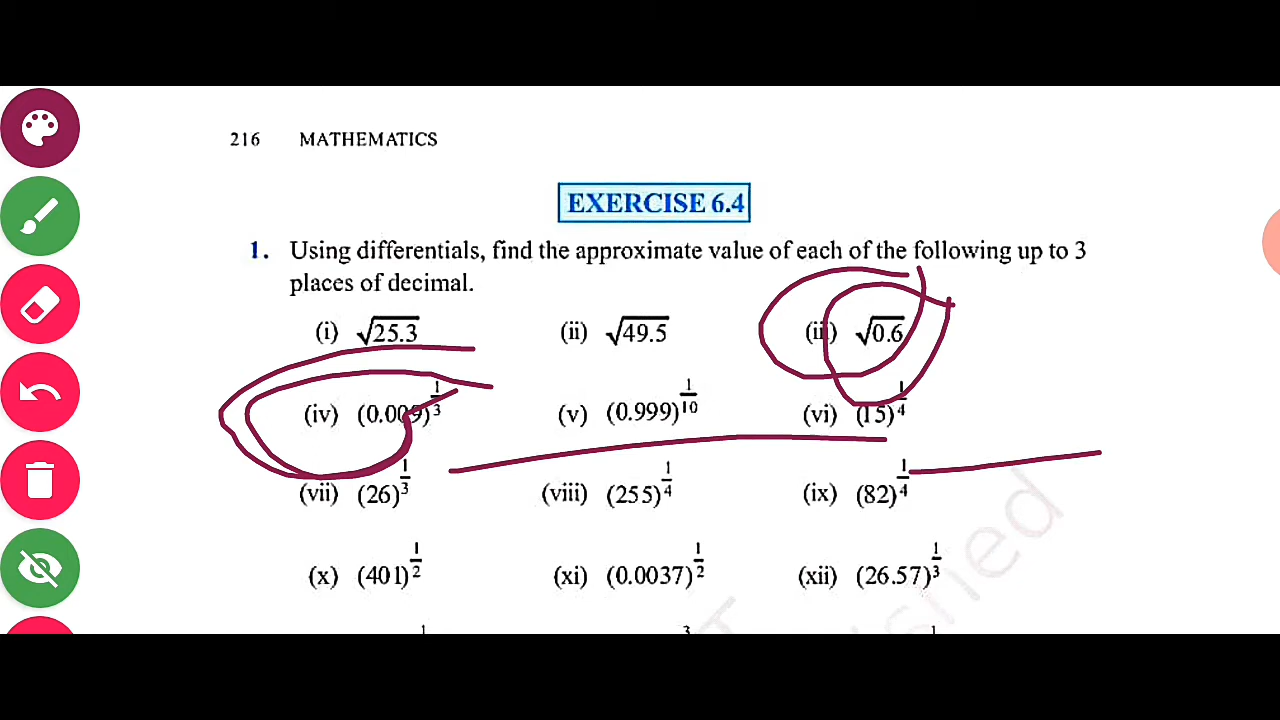 216 MATHEMATICS
EXERCISE 6.4
1. Using differentials, find the approximate value of each of the following up to 3
places of decimal.
(i) √25.3 (ii) √49.5 (iii) √0.6
(iv) (0.009)^(1/3) (v) (0.999)^(1/10) (vi) (15)^(1/4)
(vii) (26)^(1/3) (viii) (255)^(1/4) (ix) (82)^(1/4)
(x) (401)^(1/2) (xi) (0.0037)^(1/2) (xii) (26.57)^(1/3)